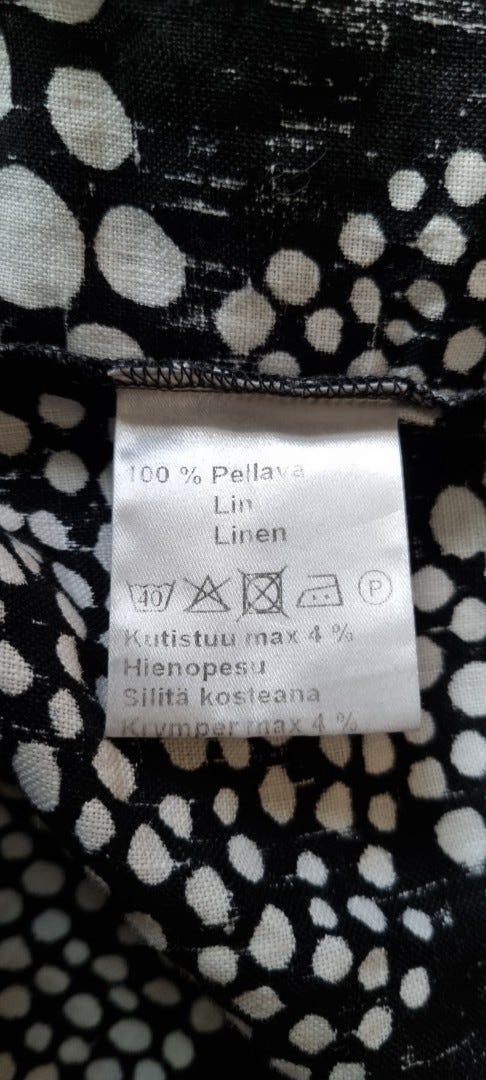 100 % Pellava
Lin
Linen
40 P
Kutistuu max 4 %
Hienopesu
Silitä kosteana
Krymper max 4 %